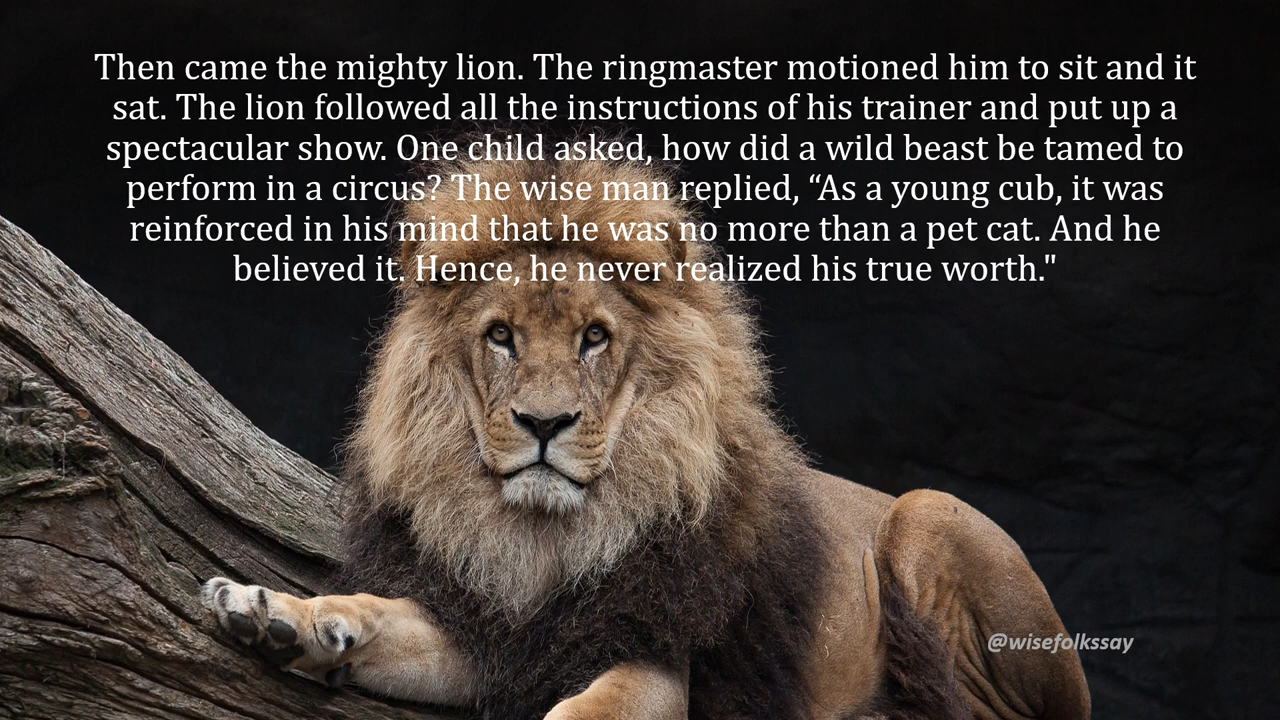 Then came the mighty lion. The ringmaster motioned him to sit and it
sat. The lion followed all the instructions of his trainer and put up a
spectacular show. One child asked, how did a wild beast be tamed to
perform in a circus? The wise man replied, “As a young cub, it was
reinforced in his mind that he was no more than a pet cat. And he
believed it. Hence, he never realized his true worth."
@wisefolkssay